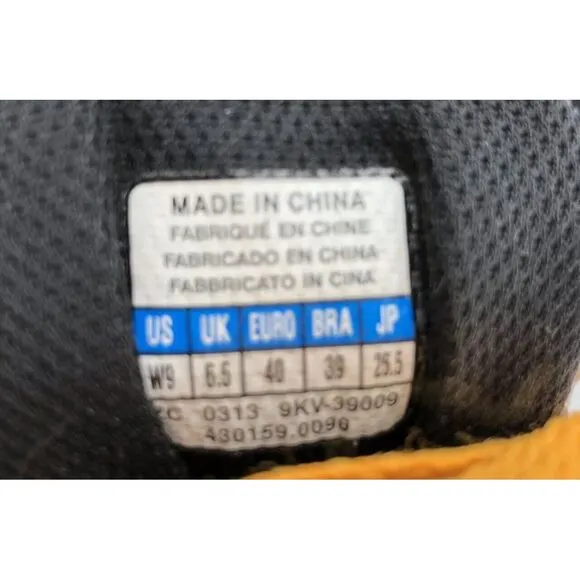 MADE IN CHINA
FABRIQUÉ EN CHINE
FABRICADO EN CHINA
FABBRICATO IN CINA
US UK EURO BRA JP
W9 6.5 40 39 25.5
ZC 0313 9KV-39009
430159.0090